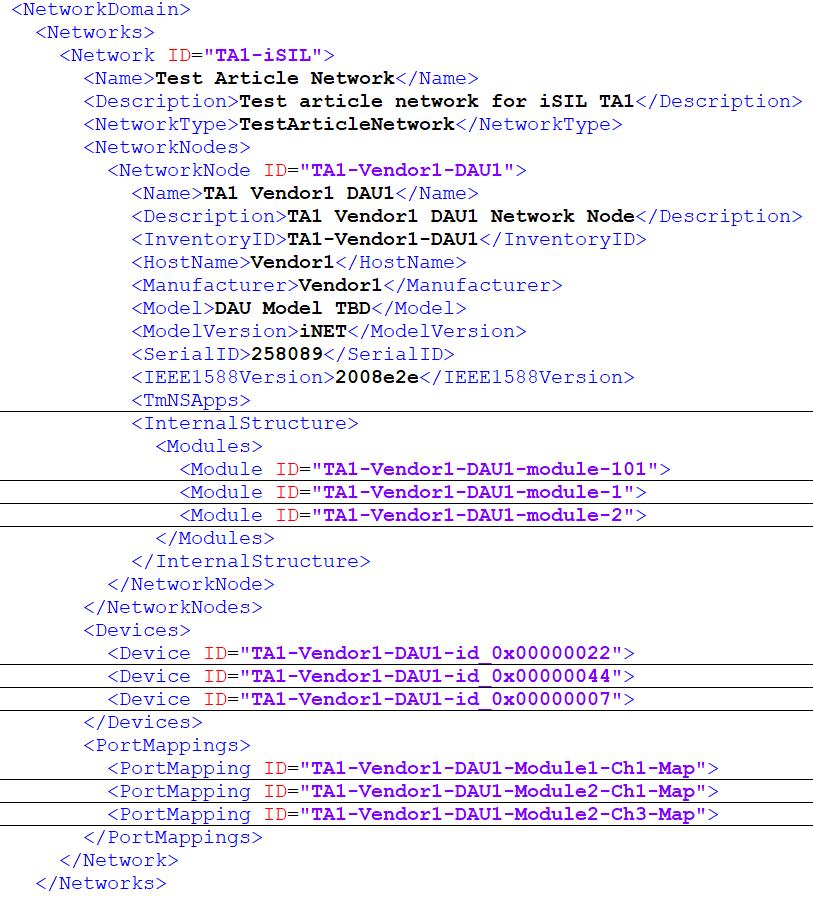 <NetworkDomain>
<Networks>
<Network ID="TA1-iSIL">
<Name>Test Article Network</Name>
<Description>Test article network for iSIL TA1</Description>
<NetworkType>TestArticleNetwork</NetworkType>
<NetworkNodes>
<NetworkNode ID="TA1-Vendor1-DAU1">
<Name>TA1 Vendor1 DAU1</Name>
<Description>TA1 Vendor1 DAU1 Network Node</Description>
<InventoryID>TA1-Vendor1-DAU1</InventoryID>
<HostName>Vendor1</HostName>
<Manufacturer>Vendor1</Manufacturer>
<Model>DAU Model TBD</Model>
<ModelVersion>iNET</ModelVersion>
<SerialID>258089</SerialID>
<IEEE1588Version>2008e2e</IEEE1588Version>
<TmNSApps>
<InternalStructure>
<Modules>
<Module ID="TA1-Vendor1-DAU1-module-101">
<Module ID="TA1-Vendor1-DAU1-module-1">
<Module ID="TA1-Vendor1-DAU1-module-2">
</Modules>
</InternalStructure>
</NetworkNode>
</NetworkNodes>
<Devices>
<Device ID="TA1-Vendor1-DAU1-id_0x00000022">
<Device ID="TA1-Vendor1-DAU1-id_0x00000044">
<Device ID="TA1-Vendor1-DAU1-id_0x00000007">
</Devices>
<PortMappings>
<PortMapping ID="TA1-Vendor1-DAU1-Module1-Ch1-Map">
<PortMapping ID="TA1-Vendor1-DAU1-Module2-Ch1-Map">
<PortMapping ID="TA1-Vendor1-DAU1-Module2-Ch3-Map">
</PortMappings>
</Network>
</Networks>